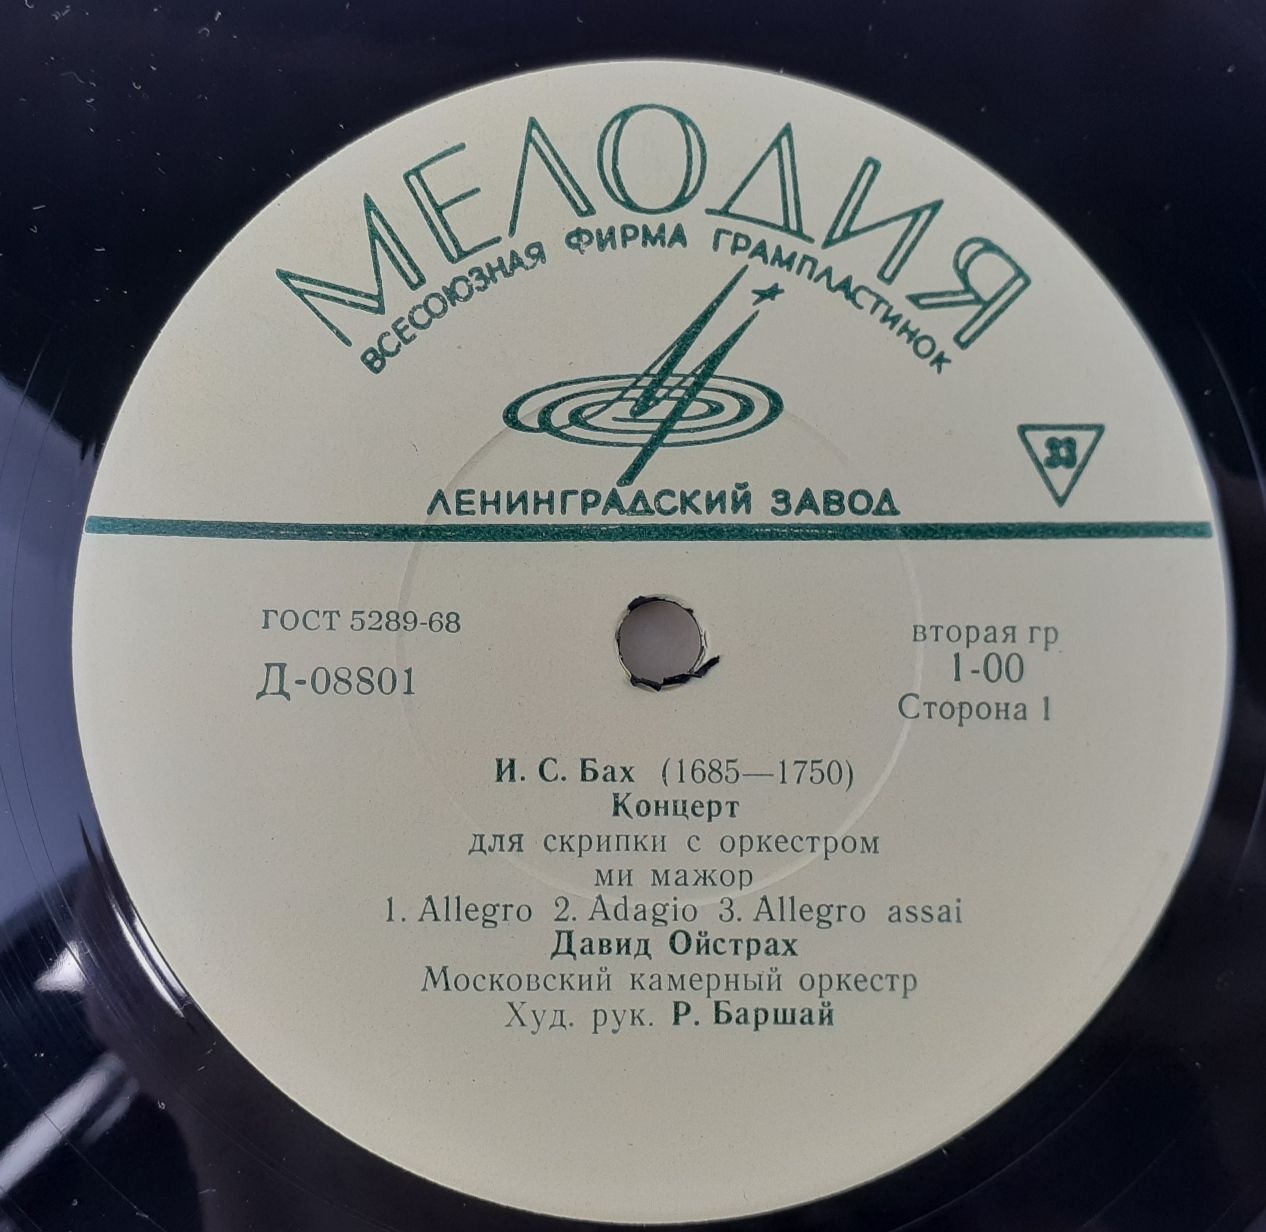 МЕЛОДИЯ
ВСЕСОЮЗНАЯ ФИРМА ГРАМПЛАСТИНОК
33
ЛЕНИНГРАДСКИЙ ЗАВОД
ГОСТ 5289-68
Д-08801
вторая гр
1-00
Сторона 1
И. С. Бах (1685—1750)
Концерт
для скрипки с оркестром
ми мажор
1. Allegro 2. Adagio 3. Allegro assai
Давид Ойстрах
Московский камерный оркестр
Худ. рук. Р. Баршай